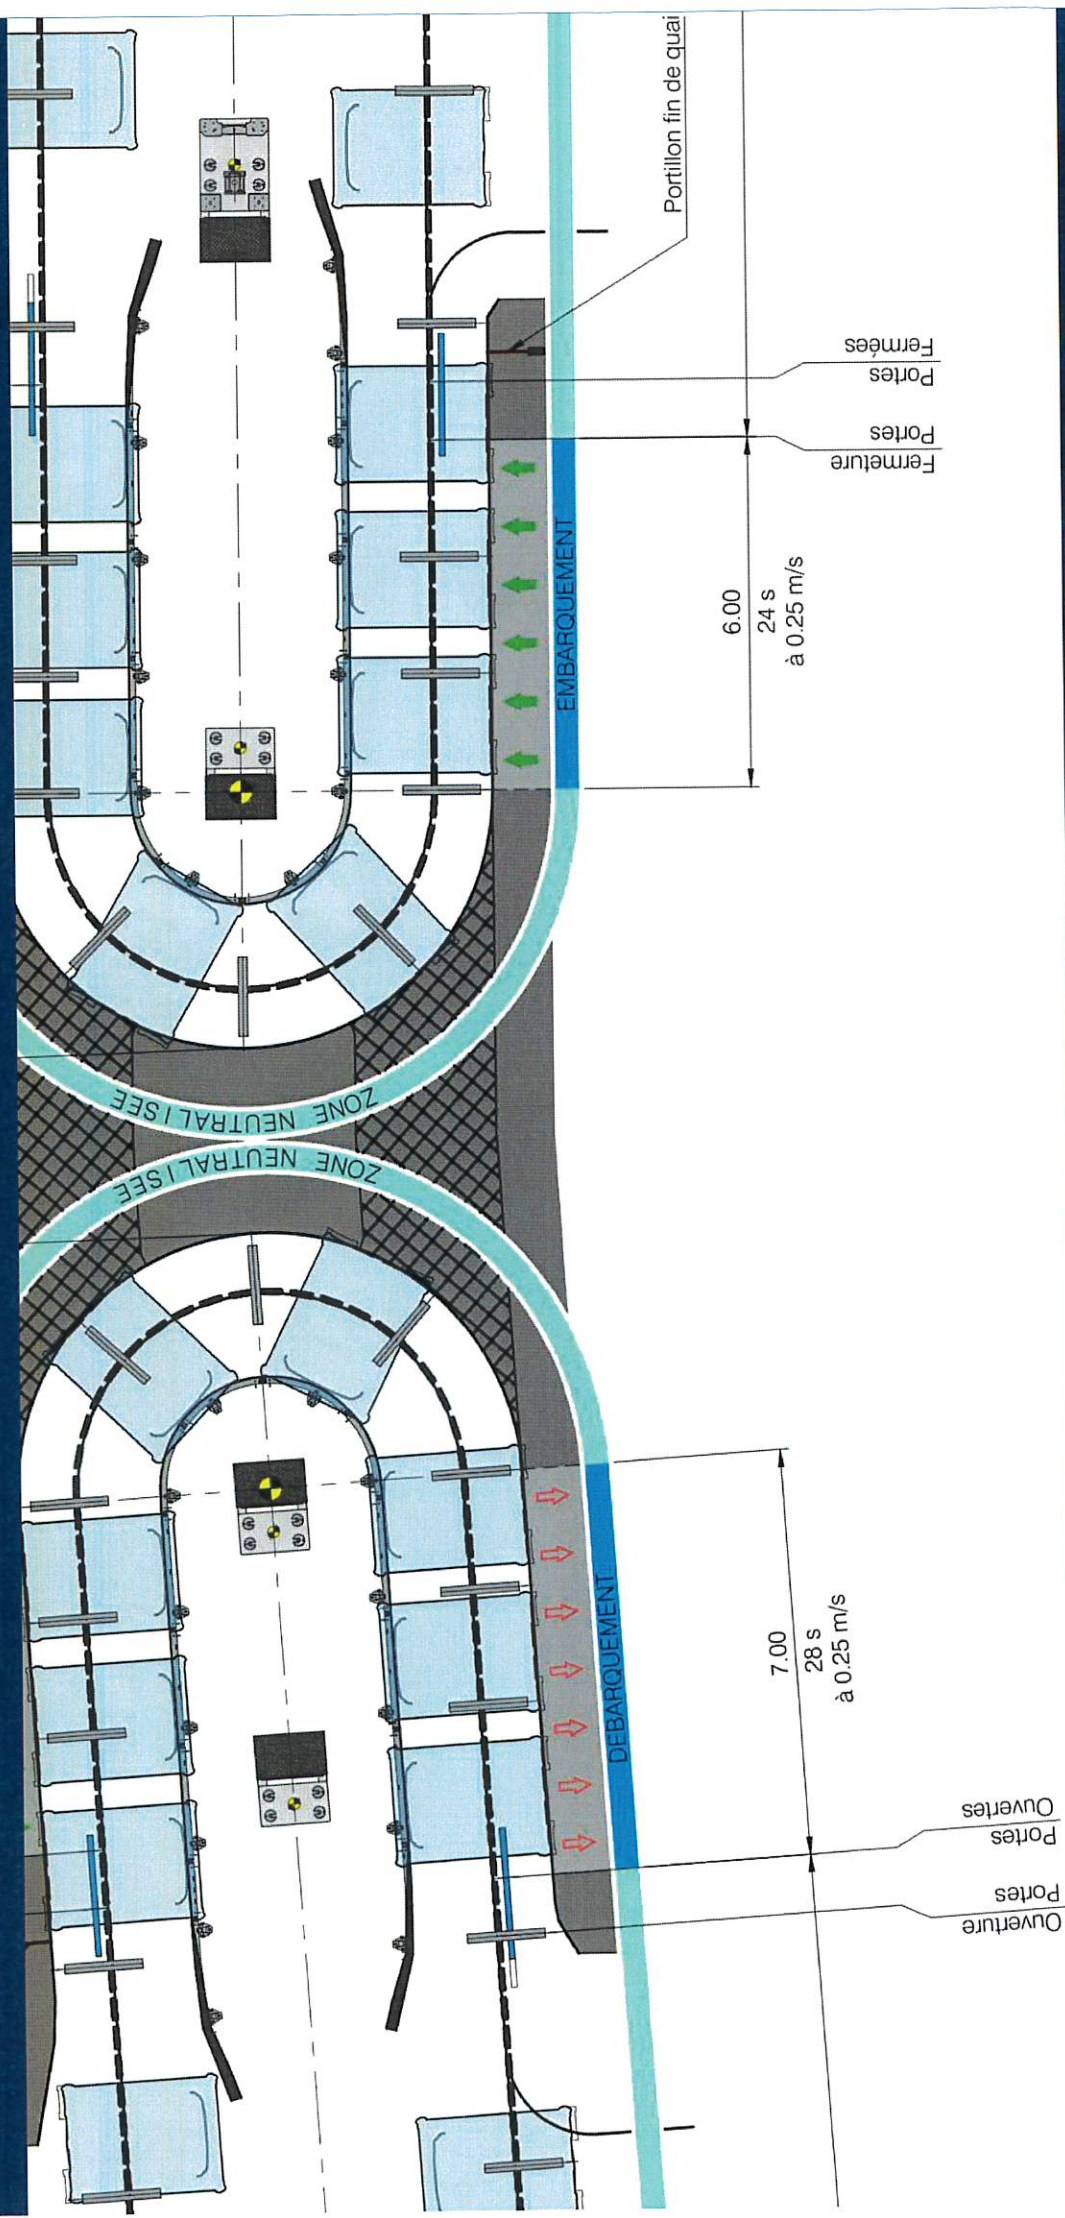 Portillon fin de quai
Portes
Fermées
Fermeture
Portes
EMBARQUEMENT
6.00
24 s
à 0.25 m/s
ZONE NEUTRALISEE
ZONE NEUTRALISEE
DEBARQUEMENT
7.00
28 s
à 0.25 m/s
Portes
Ouvertes
Ouverture
Portes